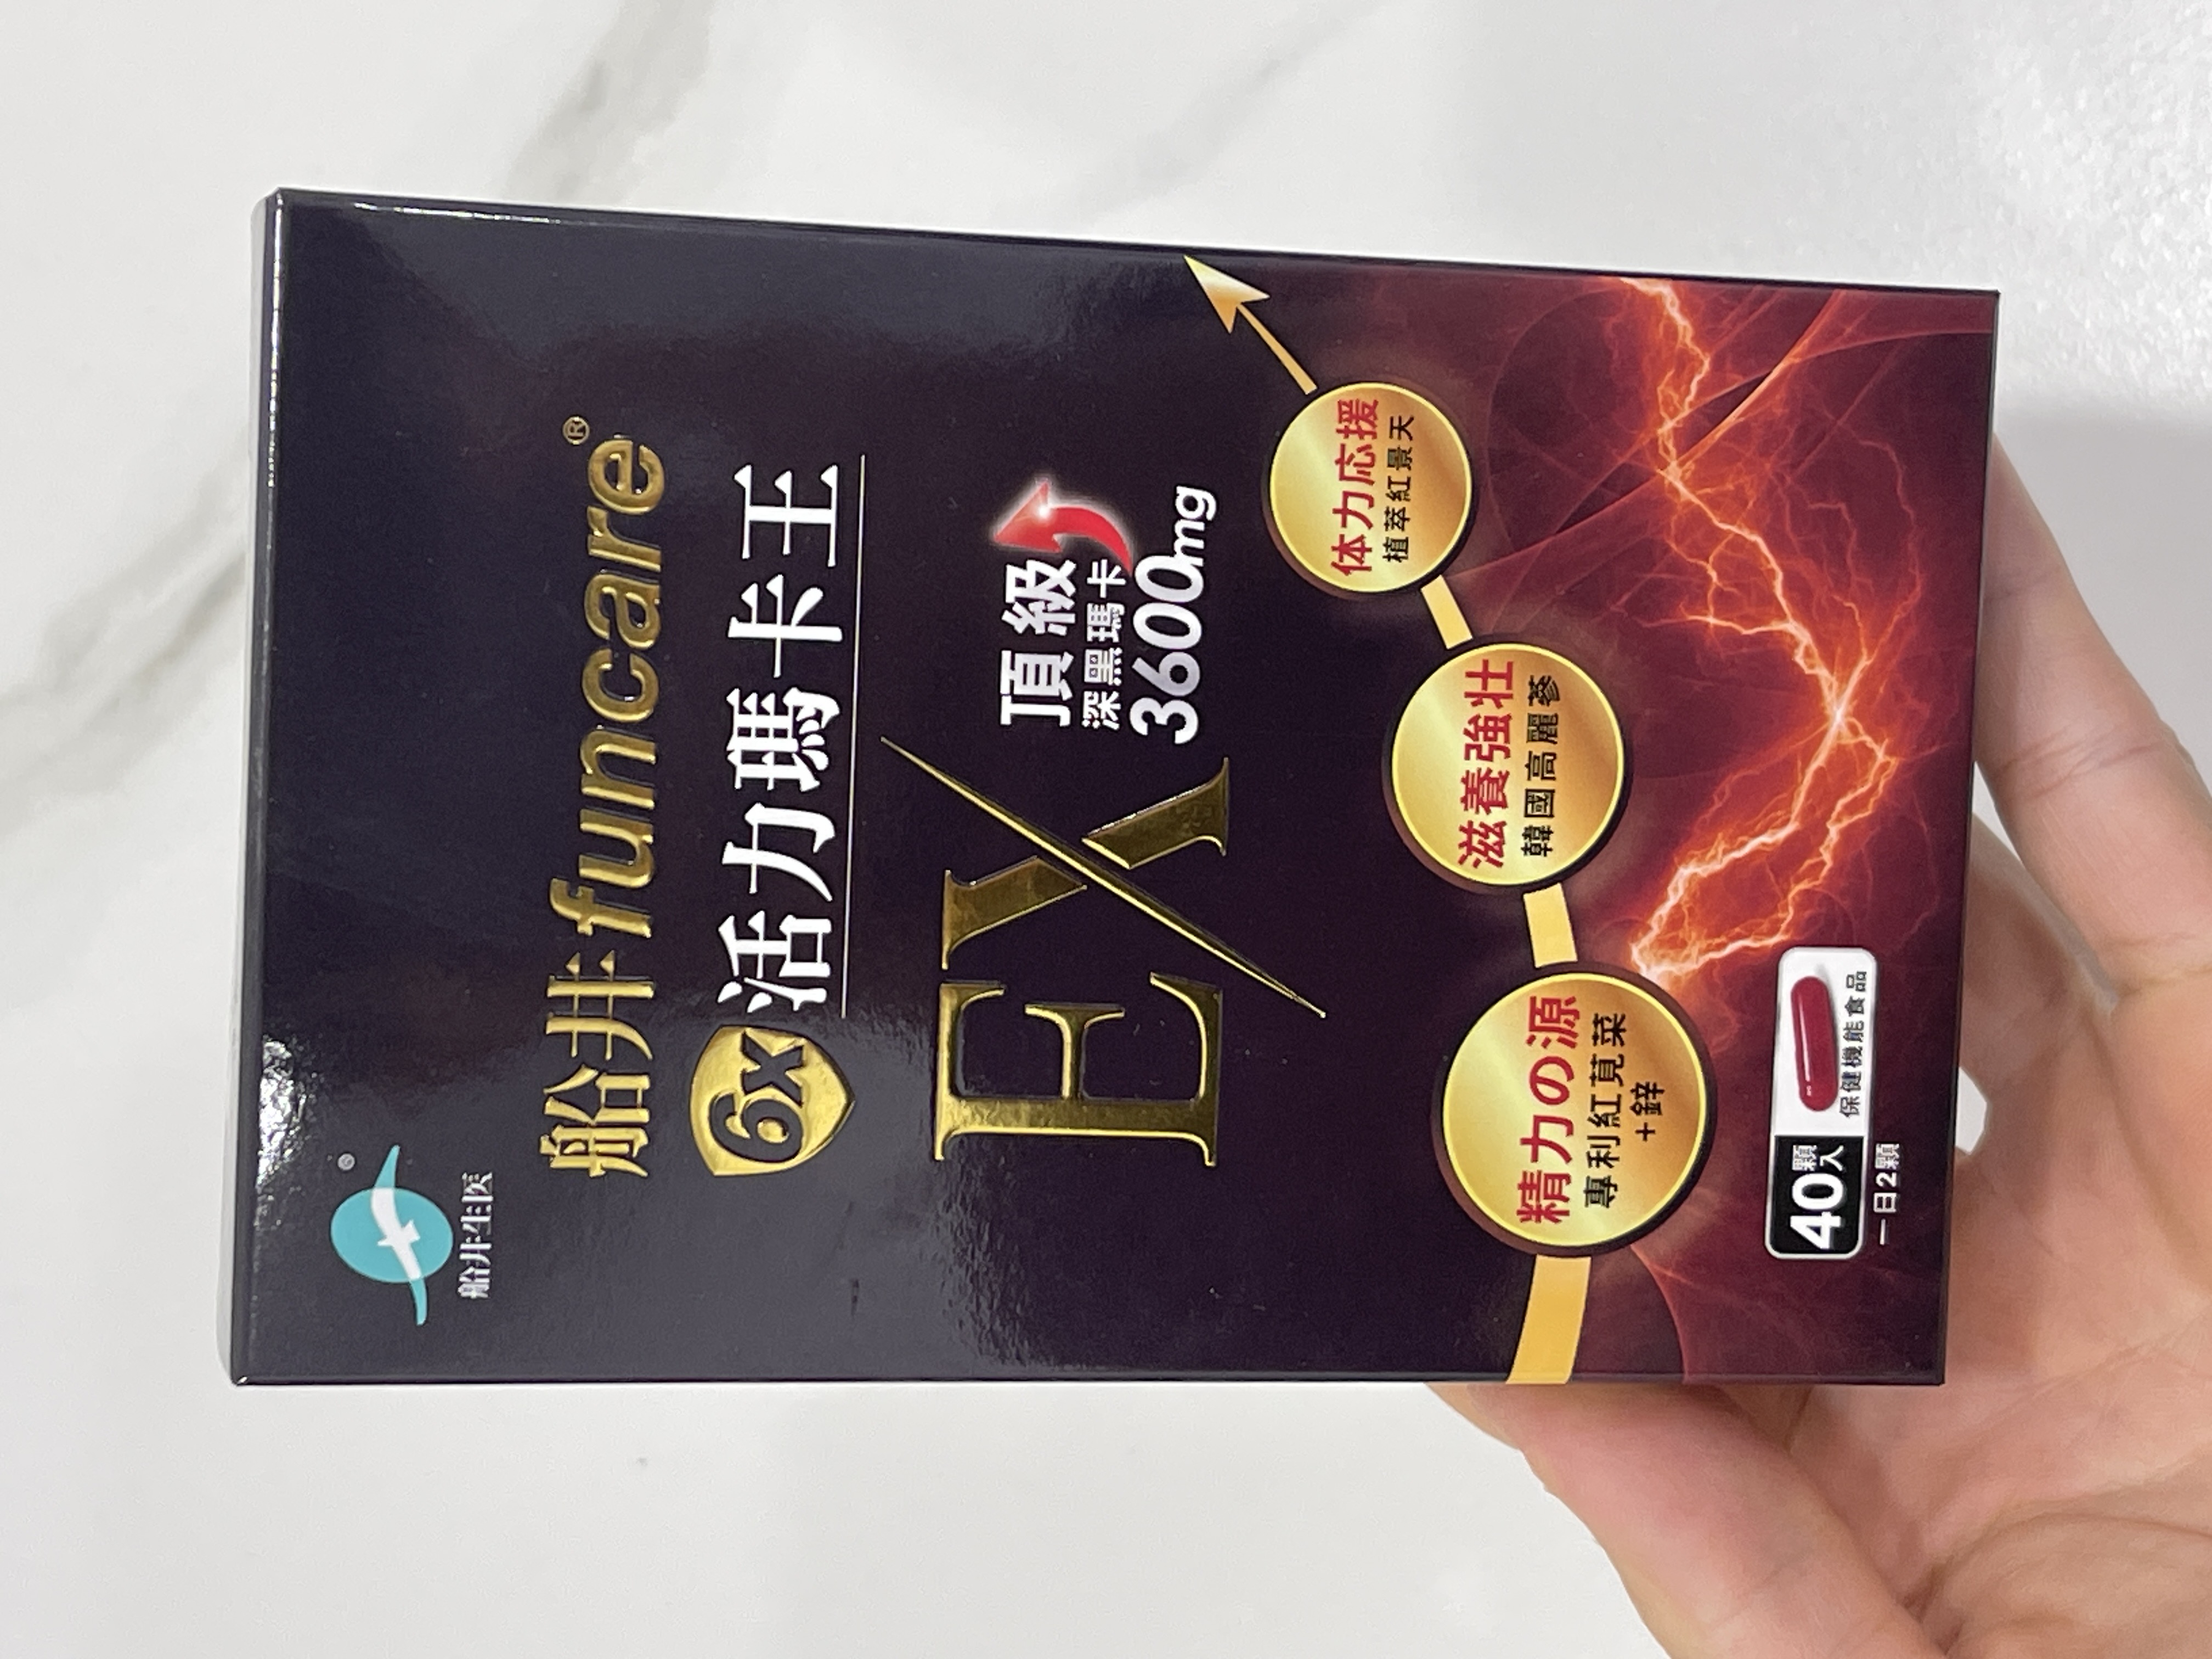 船井生医
船井funcare®
6x 活力瑪卡王
EX
頂級
深黑瑪卡
3600mg
体力応援
植萃紅景天
滋養強壮
韓國高麗蔘
精力の源
專利紅莧菜
+鋅
40顆入
保健機能食品
一日2顆